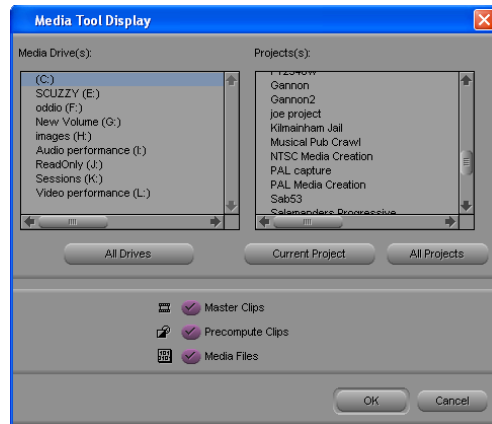 Media Tool Display
Media Drive(s):
(C:)
SCUZZY (E:)
oddio (F:)
New Volume (G:)
images (H:)
Audio performance (I:)
ReadOnly (J:)
Sessions (K:)
Video performance (L:)
All Drives
Projects(s):
Gannon
Gannon2
joe project
Kilmainham Jail
Musical Pub Crawl
NTSC Media Creation
PAL capture
PAL Media Creation
Sab53
Salamanders Progressive
Current Project
All Projects
Master Clips
Precompute Clips
Media Files
OK
Cancel